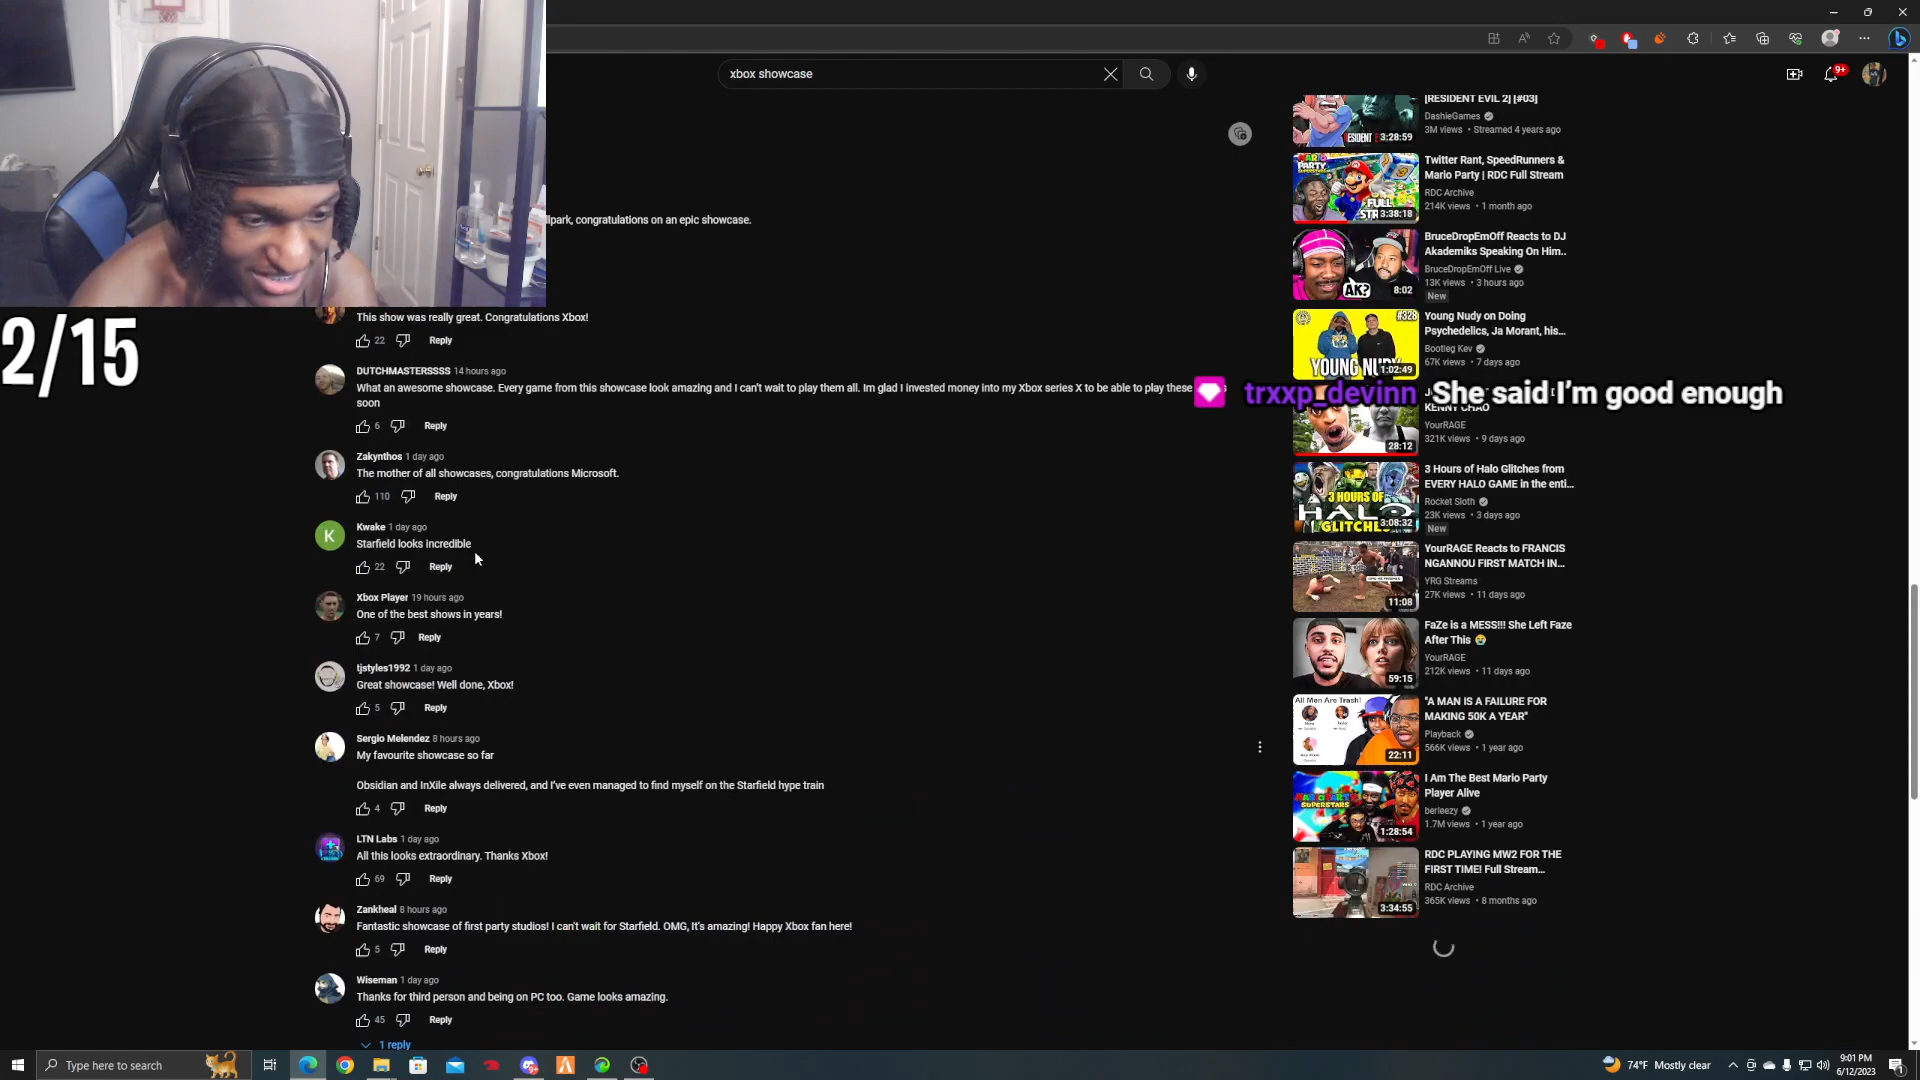 xbox showcase
9+
llpark, congratulations on an epic showcase.
This show was really great. Congratulations Xbox!
22 Reply
2/15
DUTCHMASTERSSSS 14 hours ago
What an awesome showcase. Every game from this showcase look amazing and I can't wait to play them all. Im glad I invested money into my Xbox series X to be able to play these
soon
6 Reply
Zakynthos 1 day ago
The mother of all showcases, congratulations Microsoft.
110 Reply
K
Kwake 1 day ago
Starfield looks incredible
22 Reply
Xbox Player 19 hours ago
One of the best shows in years!
7 Reply
tjstyles1992 1 day ago
Great showcase! Well done, Xbox!
5 Reply
Sergio Melendez 8 hours ago
My favourite showcase so far
Obsidian and InXile always delivered, and I've even managed to find myself on the Starfield hype train
4 Reply
LTN Labs 1 day ago
All this looks extraordinary. Thanks Xbox!
69 Reply
Zankheal 8 hours ago
Fantastic showcase of first party studios! I can't wait for Starfield. OMG, It's amazing! Happy Xbox fan here!
5 Reply
Wiseman 1 day ago
Thanks for third person and being on PC too. Game looks amazing.
45 Reply
1 reply
[RESIDENT EVIL 2] [#03]
DashieGames
3M views • Streamed 4 years ago
3:28:59
Twitter Rant, SpeedRunners &
Mario Party | RDC Full Stream
RDC Archive
214K views • 1 month ago
3:38:18
BruceDropEmOff Reacts to DJ
Akademiks Speaking On Him..
BruceDropEmOff Live
13K views • 3 hours ago
New
AK?
8:02
Young Nudy on Doing
Psychedelics, Ja Morant, his...
Bootleg Kev
67K views • 7 days ago
#328
YOUNG NUDY
1:02:49
trxxp_devinn She said I'm good enough
KENNY CHAO
YourRAGE
321K views • 9 days ago
28:12
3 Hours of Halo Glitches from
EVERY HALO GAME in the enti...
Rocket Sloth
23K views • 3 days ago
New
3 HOURS OF
HALO
GLITCHES
3:08:32
YourRAGE Reacts to FRANCIS
NGANNOU FIRST MATCH IN...
YRG Streams
27K views • 11 days ago
11:08
FaZe is a MESS!!! She Left Faze
After This 😭
YourRAGE
212K views • 11 days ago
59:15
"A MAN IS A FAILURE FOR
MAKING 50K A YEAR"
Playback
566K views • 1 year ago
All Men Are Trash!
22:11
I Am The Best Mario Party
Player Alive
berleezy
1.7M views • 1 year ago
1:28:54
RDC PLAYING MW2 FOR THE
FIRST TIME! Full Stream...
RDC Archive
365K views • 8 months ago
3:34:55
Type here to search
74°F Mostly clear
9:01 PM
6/12/2023